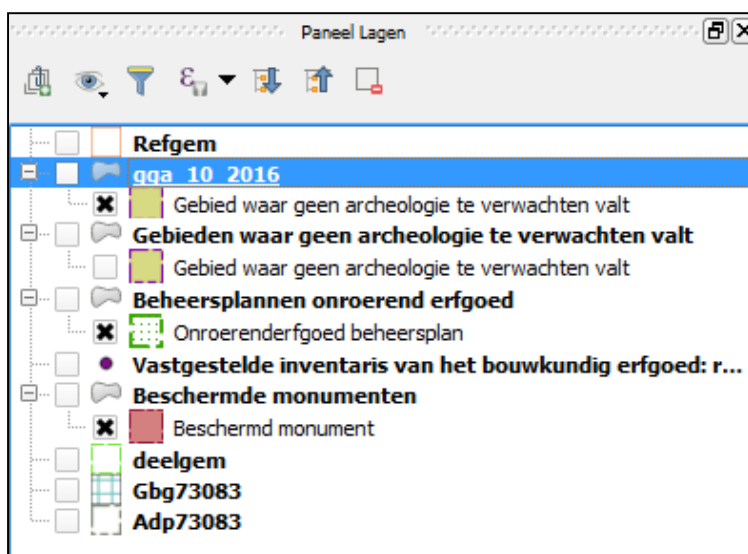 Paneel Lagen
Refgem
gga_10_2016
Gebied waar geen archeologie te verwachten valt
Gebieden waar geen archeologie te verwachten valt
Gebied waar geen archeologie te verwachten valt
Beheersplannen onroerend erfgoed
Onroerenderfgoed beheersplan
Vastgestelde inventaris van het bouwkundig erfgoed: r...
Beschermde monumenten
Beschermd monument
deelgem
Gbg73083
Adp73083